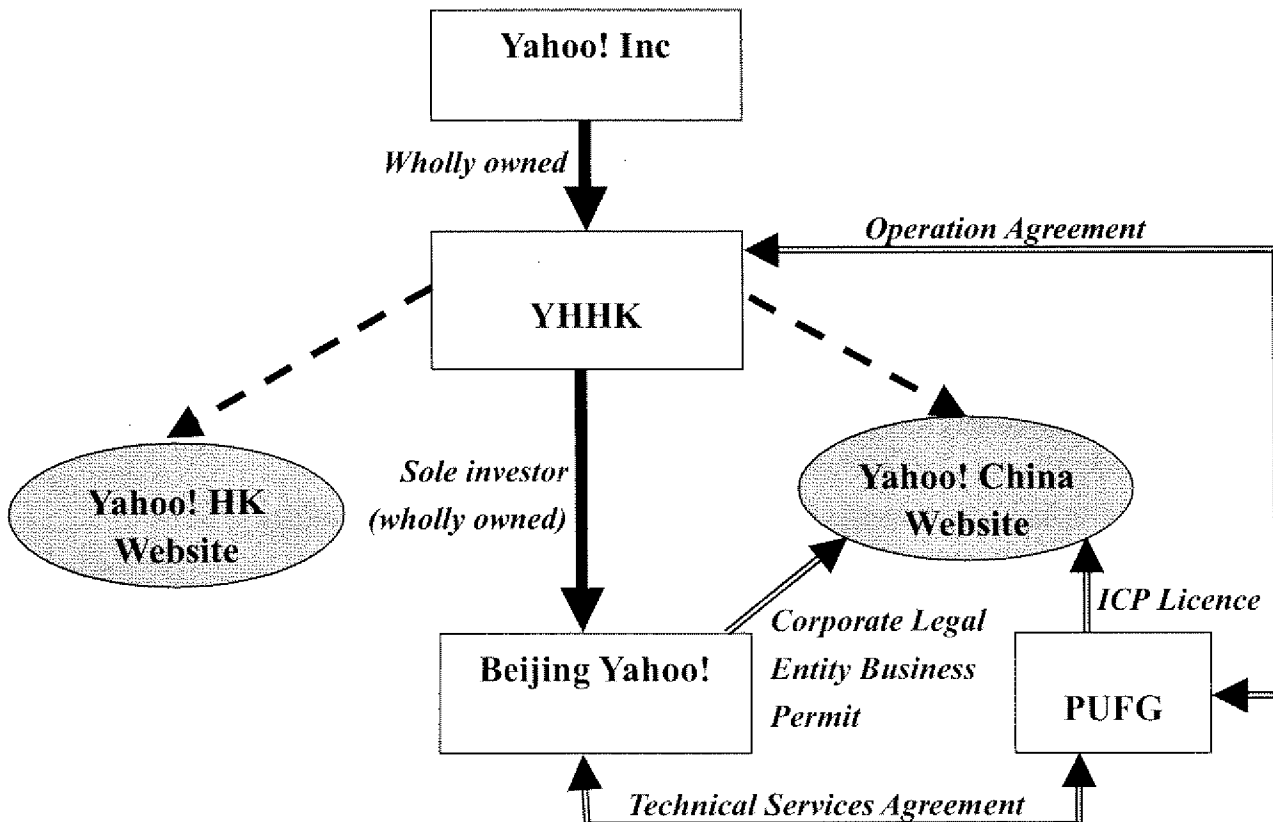 Yahoo! Inc
Wholly owned
Operation Agreement
YHHK
Yahoo! HK
Website
Sole investor
(wholly owned)
Yahoo! China
Website
ICP Licence
Corporate Legal
Entity Business
Permit
Beijing Yahoo!
PUFG
Technical Services Agreement